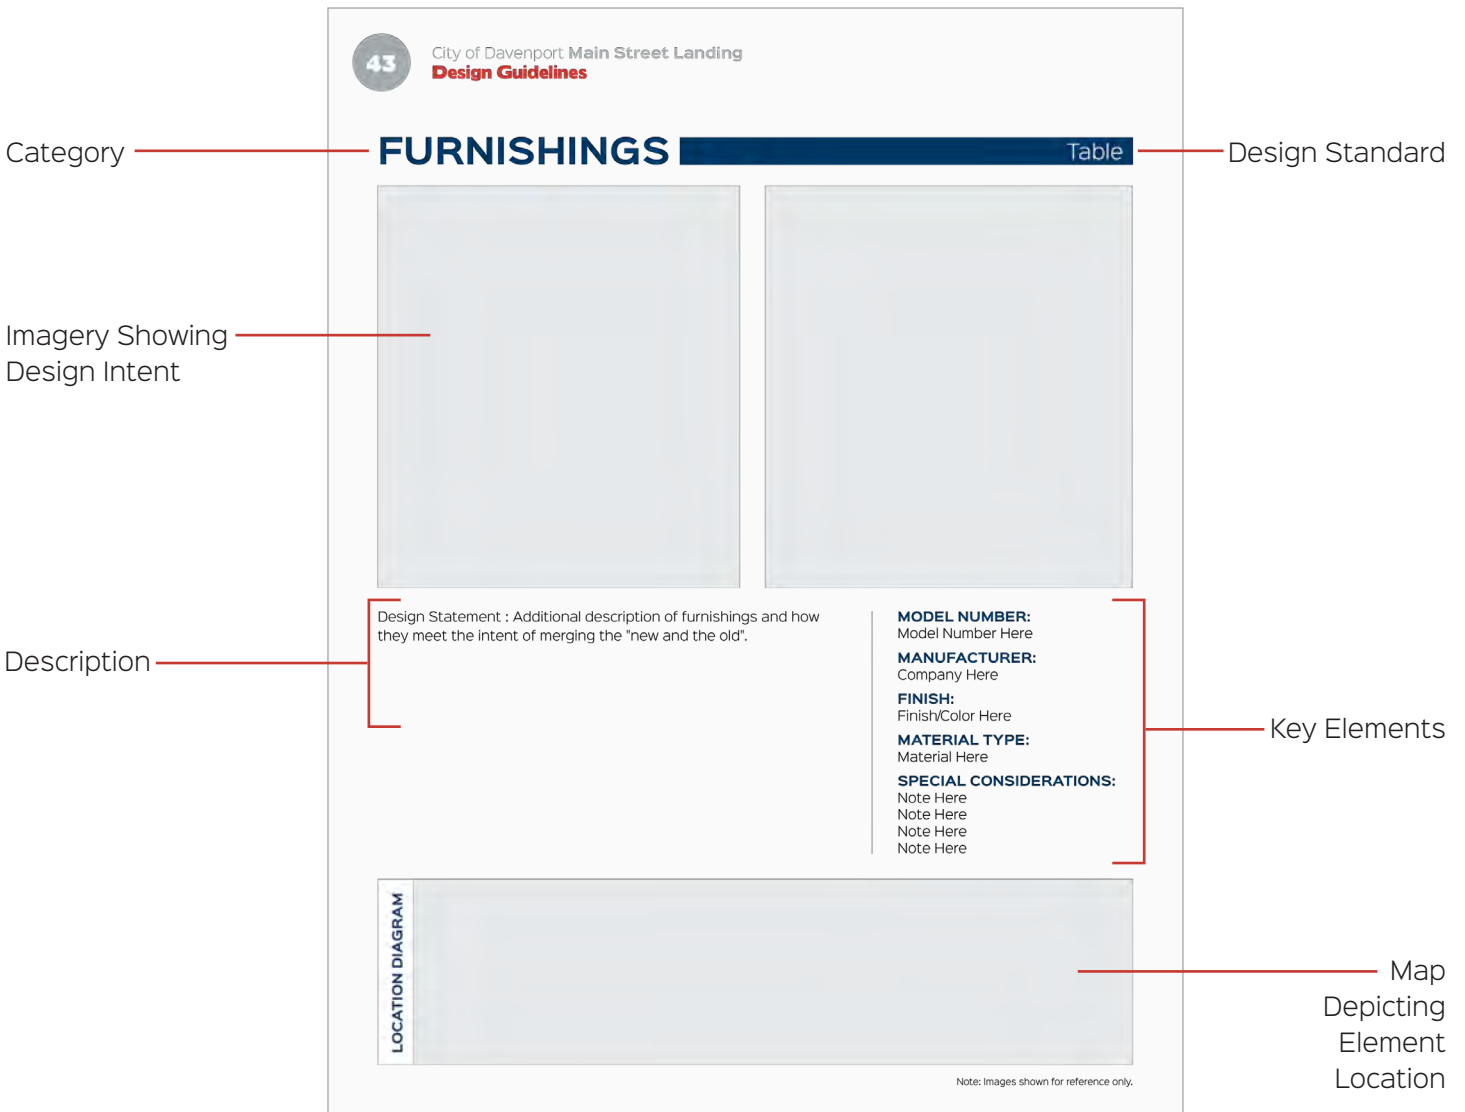 43
City of Davenport Main Street Landing
Design Guidelines
Category
FURNISHINGS
Table
Design Standard
Imagery Showing
Design Intent
Description
Design Statement : Additional description of furnishings and how
they meet the intent of merging the "new and the old".
MODEL NUMBER:
Model Number Here
MANUFACTURER:
Company Here
FINISH:
Finish/Color Here
MATERIAL TYPE:
Material Here
SPECIAL CONSIDERATIONS:
Note Here
Note Here
Note Here
Note Here
Key Elements
LOCATION DIAGRAM
Map
Depicting
Element
Location
Note: Images shown for reference only.